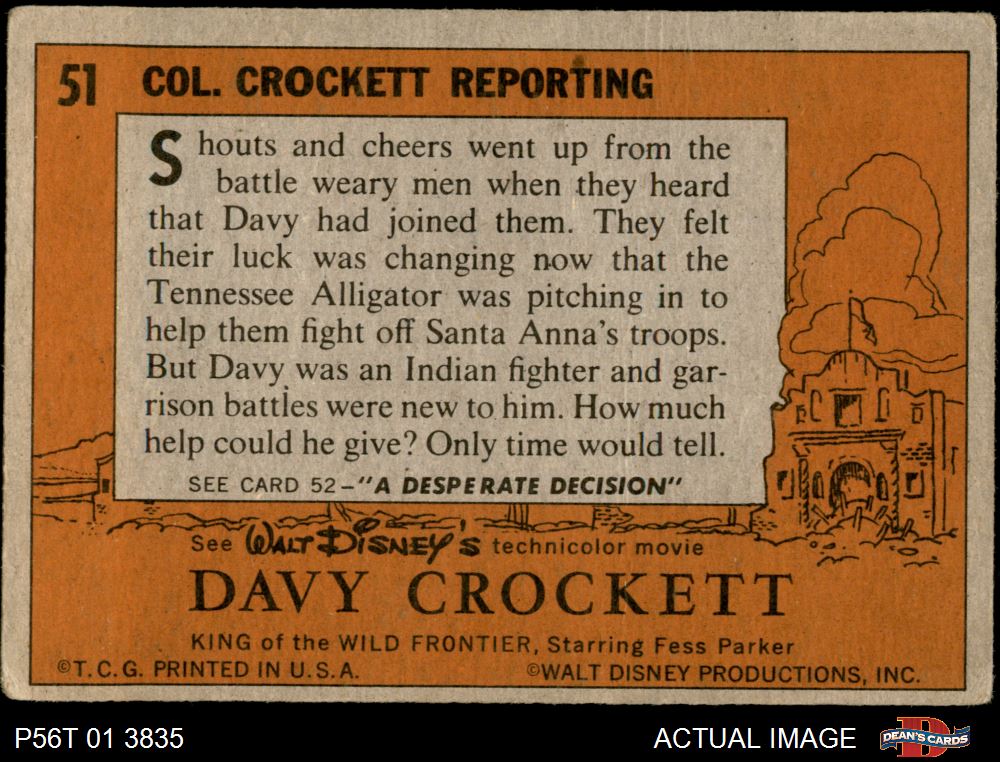 51 COL. CROCKETT REPORTING
Shouts and cheers went up from the
battle weary men when they heard
that Davy had joined them. They felt
their luck was changing now that the
Tennessee Alligator was pitching in to
help them fight off Santa Anna's troops.
But Davy was an Indian fighter and gar-
rison battles were new to him. How much
help could he give? Only time would tell.
SEE CARD 52-"A DESPERATE DECISION"
See WALT DISNEY'S technicolor movie
DAVY CROCKETT
KING of the WILD FRONTIER, Starring Fess Parker
©T.C.G. PRINTED IN U.S.A. ©WALT DISNEY PRODUCTIONS, INC.
P56T 01 3835 ACTUAL IMAGE D DEAN'S CARDS